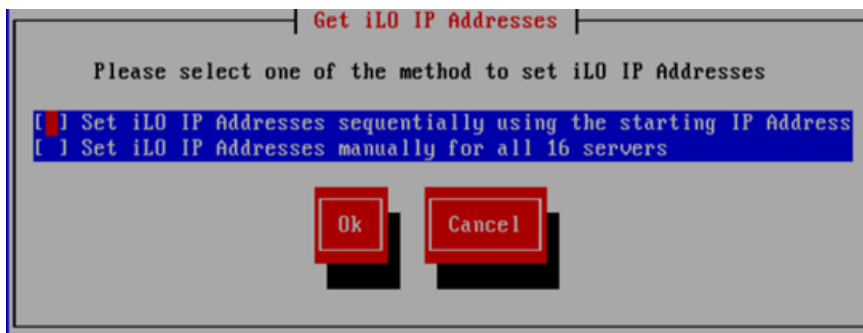 Get iLO IP Addresses
Please select one of the method to set iLO IP Addresses
[ ] Set iLO IP Addresses sequentially using the starting IP Address
[ ] Set iLO IP Addresses manually for all 16 servers
Ok Cancel